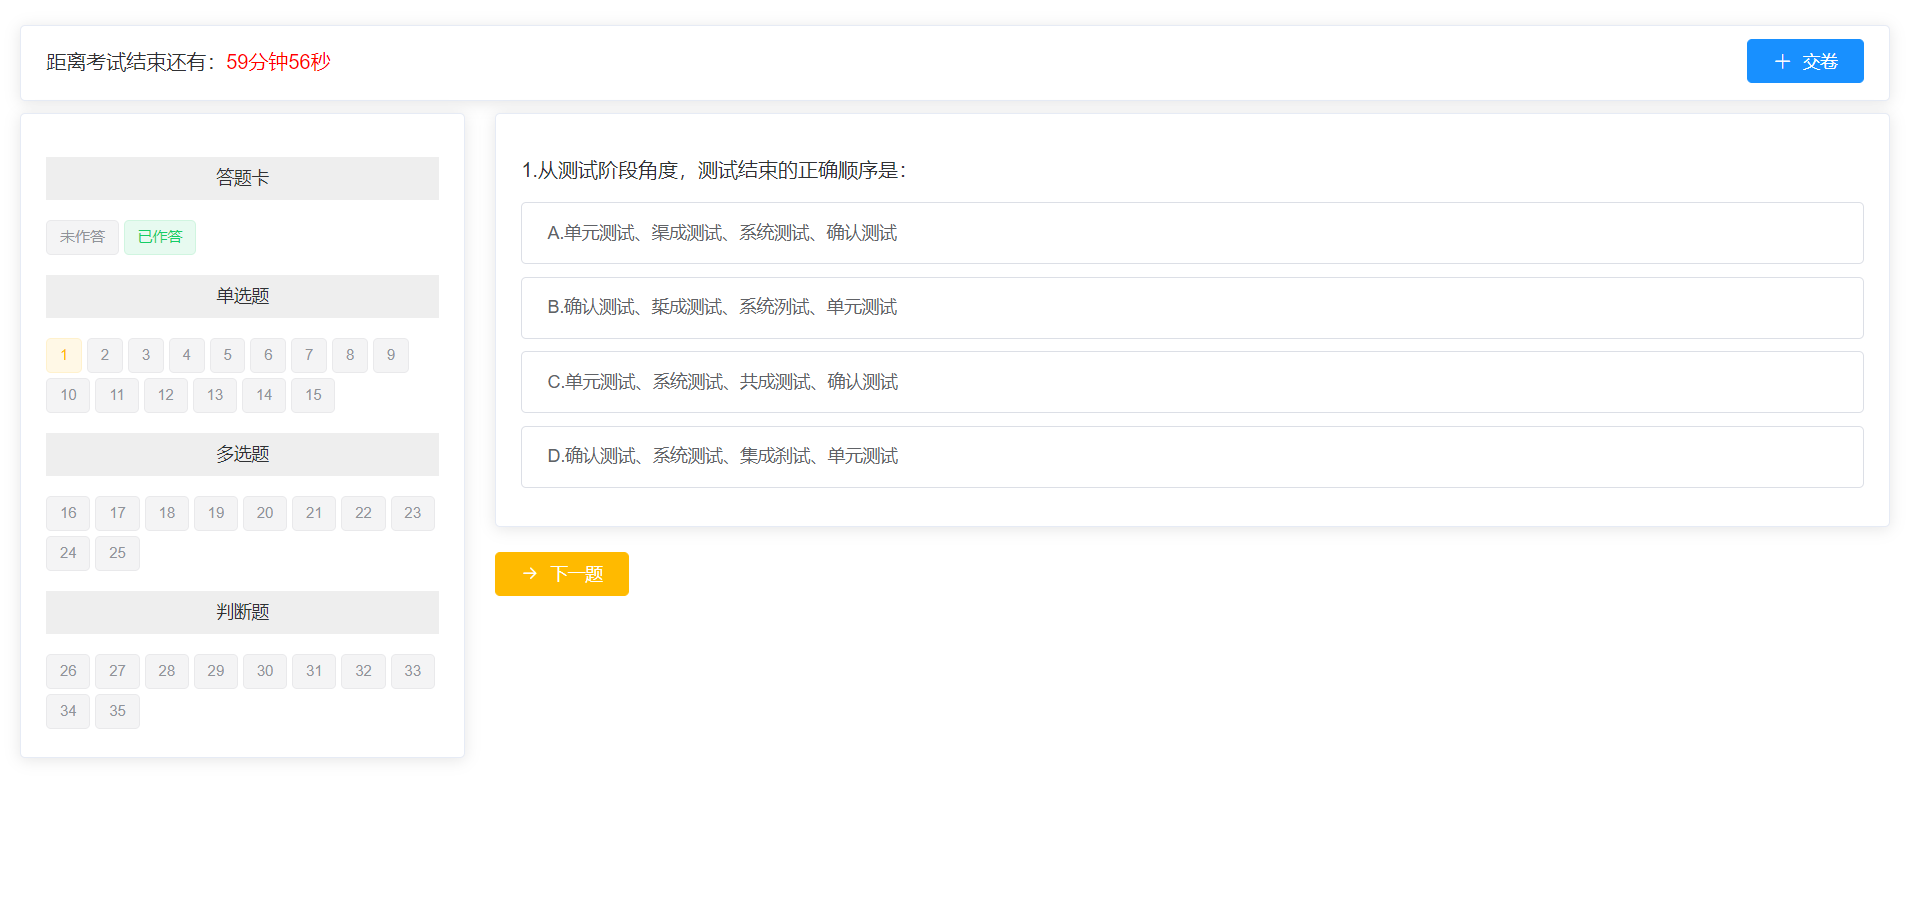 距离考试结束还有：59分钟56秒
交卷
答题卡
未作答 已作答
单选题
1 2 3 4 5 6 7 8 9
10 11 12 13 14 15
多选题
16 17 18 19 20 21 22 23
24 25
判断题
26 27 28 29 30 31 32 33
34 35
1.从测试阶段角度，测试结束的正确顺序是：
A.单元测试、渠成测试、系统测试、确认测试
B.确认测试、榘成测试、系统洌试、单元测试
C.单元测试、系统测试、共成测试、确认测试
D.确认测试、系统测试、集成刹试、单元测试
下一题